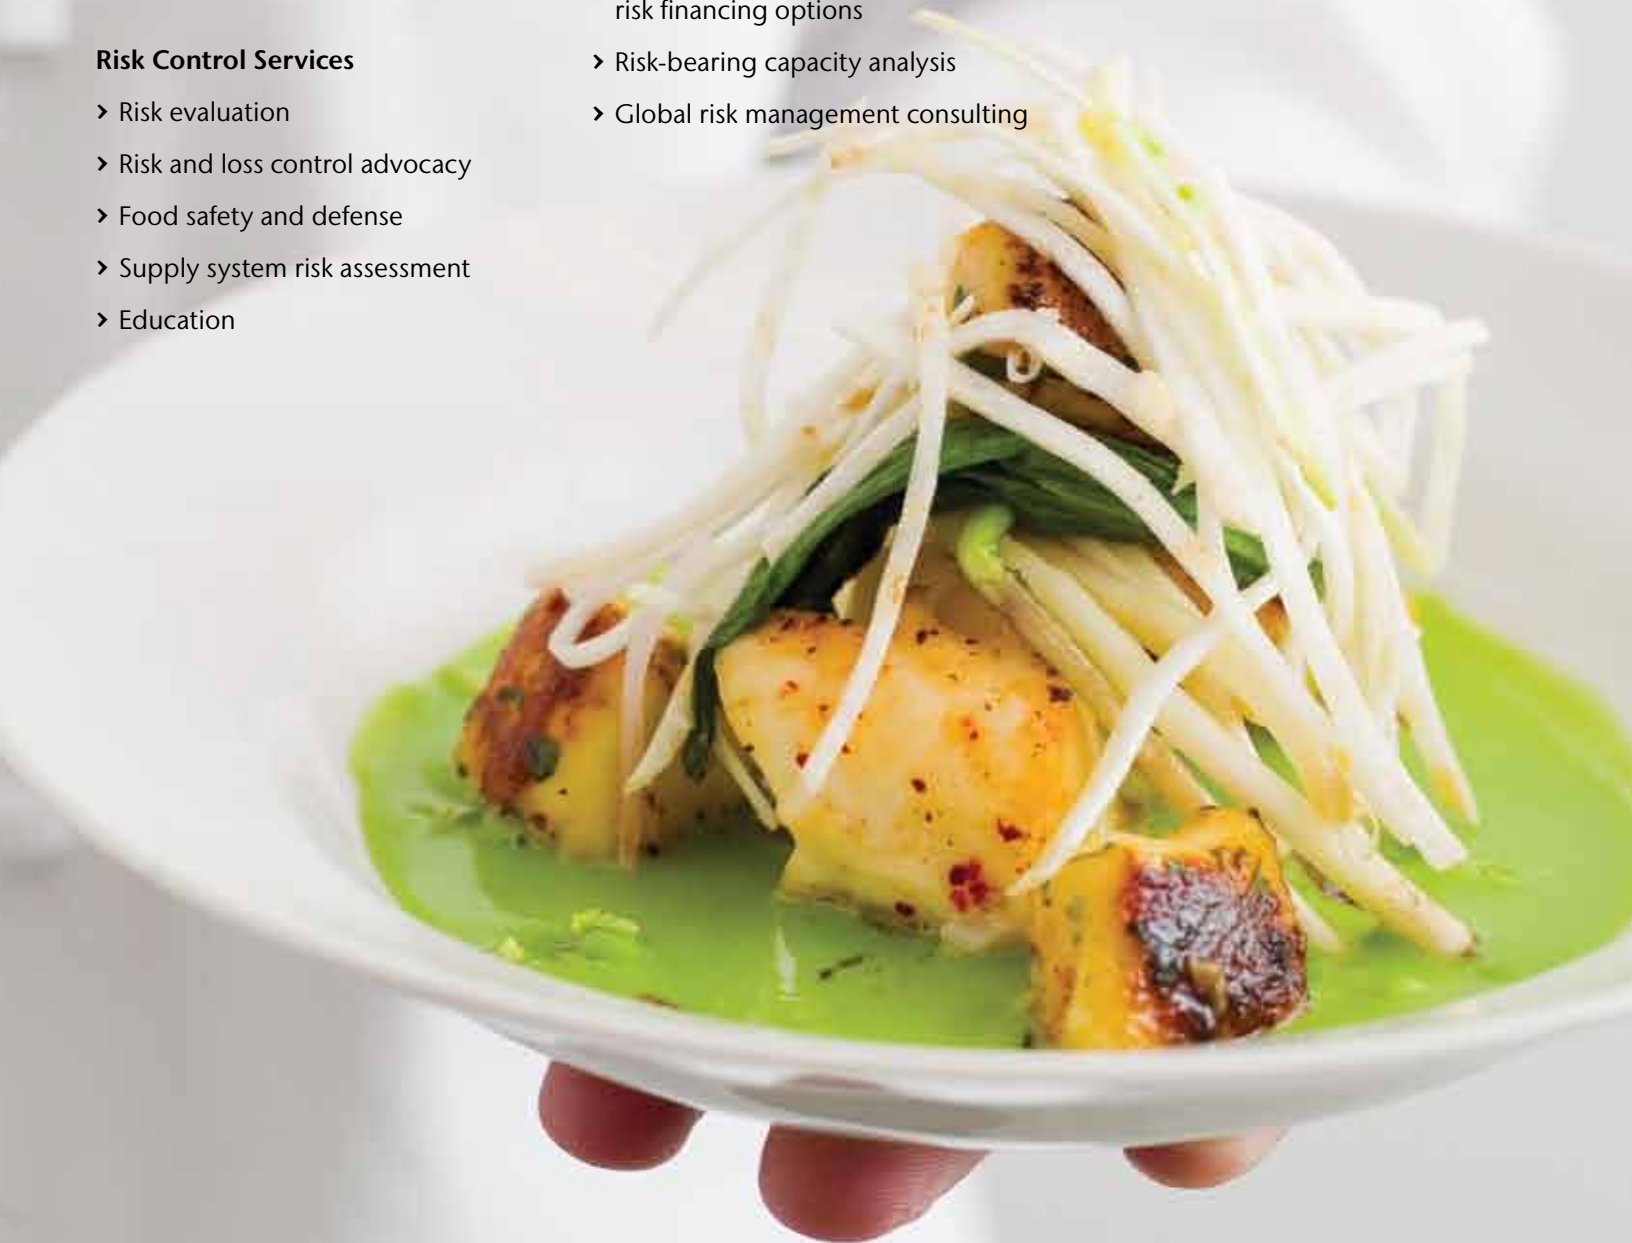 Risk Control Services
› Risk evaluation
› Risk and loss control advocacy
› Food safety and defense
› Supply system risk assessment
› Education
risk financing options
› Risk-bearing capacity analysis
› Global risk management consulting